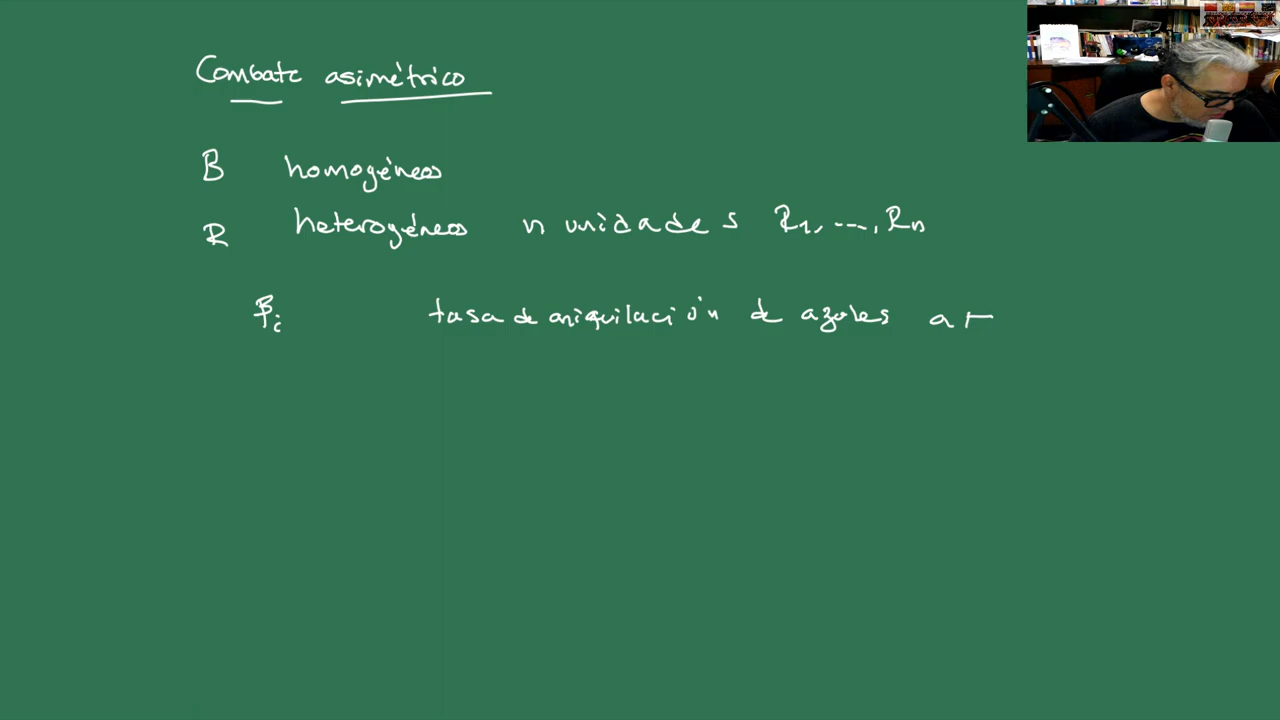 Combate asimétrico
B homogéneos
R heterogéneos n unidades R1, ..., Rn
βi tasa de aniquilación de azules a r